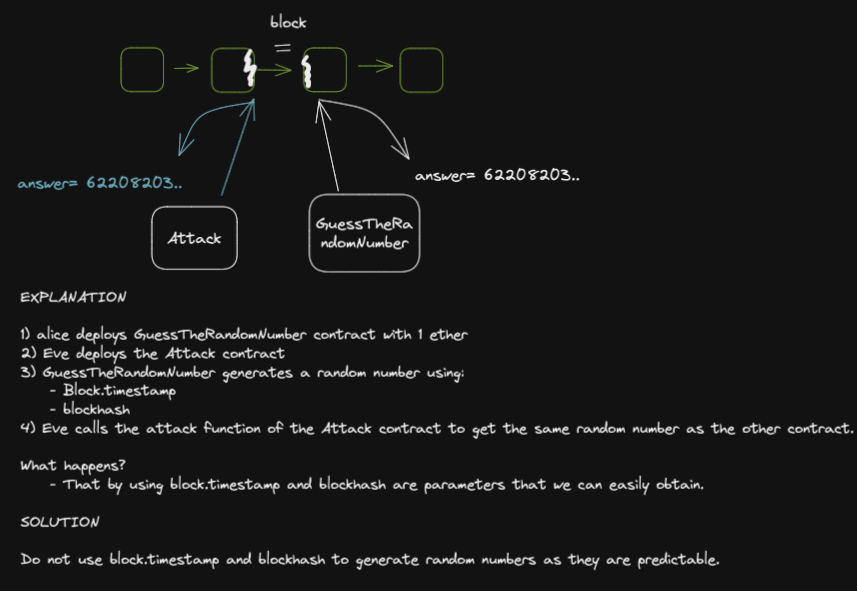 block
=
answer= 62208203..
answer= 62208203..
Attack
GuessTheRa
ndomNumber
EXPLANATION
1) alice deploys GuessTheRandomNumber contract with 1 ether
2) Eve deploys the Attack contract
3) GuessTheRandomNumber generates a random number using:
- Block.timestamp
- blockhash
4) Eve calls the attack function of the Attack contract to get the same random number as the other contract.
What happens?
- That by using block.timestamp and blockhash are parameters that we can easily obtain.
SOLUTION
Do not use block.timestamp and blockhash to generate random numbers as they are predictable.